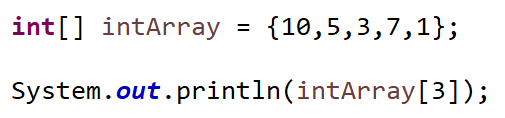 int[] intArray = {10,5,3,7,1};
System.out.println(intArray[3]);